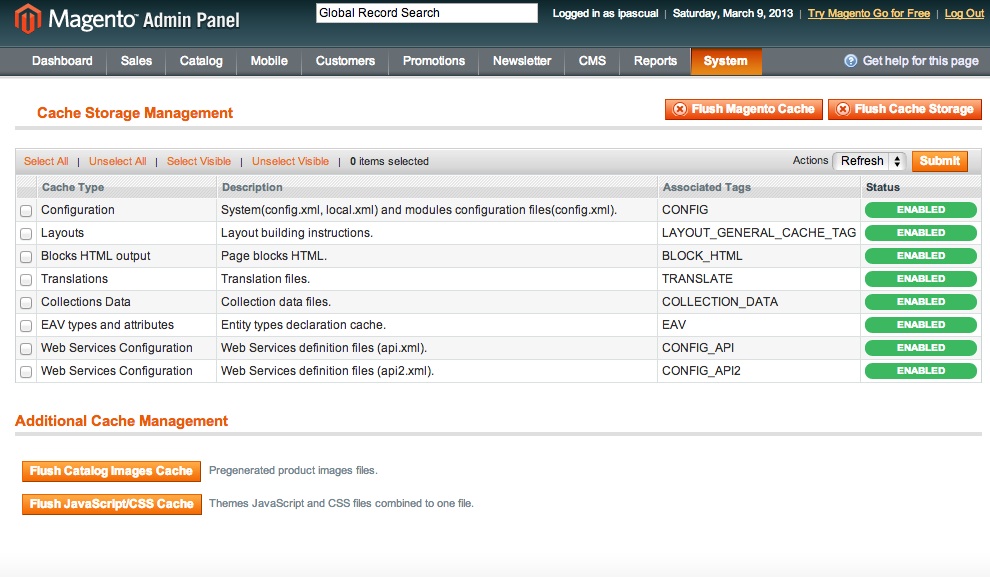 Magento™ Admin Panel
Global Record Search
Logged in as ipascual | Saturday, March 9, 2013 | Try Magento Go for Free | Log Out
Dashboard Sales Catalog Mobile Customers Promotions Newsletter CMS Reports System Get help for this page
Cache Storage Management Flush Magento Cache Flush Cache Storage
Select All | Unselect All | Select Visible | Unselect Visible | 0 items selected Actions Refresh Submit
Cache Type Description Associated Tags Status
Configuration System(config.xml, local.xml) and modules configuration files(config.xml). CONFIG ENABLED
Layouts Layout building instructions. LAYOUT_GENERAL_CACHE_TAG ENABLED
Blocks HTML output Page blocks HTML. BLOCK_HTML ENABLED
Translations Translation files. TRANSLATE ENABLED
Collections Data Collection data files. COLLECTION_DATA ENABLED
EAV types and attributes Entity types declaration cache. EAV ENABLED
Web Services Configuration Web Services definition files (api.xml). CONFIG_API ENABLED
Web Services Configuration Web Services definition files (api2.xml). CONFIG_API2 ENABLED
Additional Cache Management
Flush Catalog Images Cache Pregenerated product images files.
Flush JavaScript/CSS Cache Themes JavaScript and CSS files combined to one file.